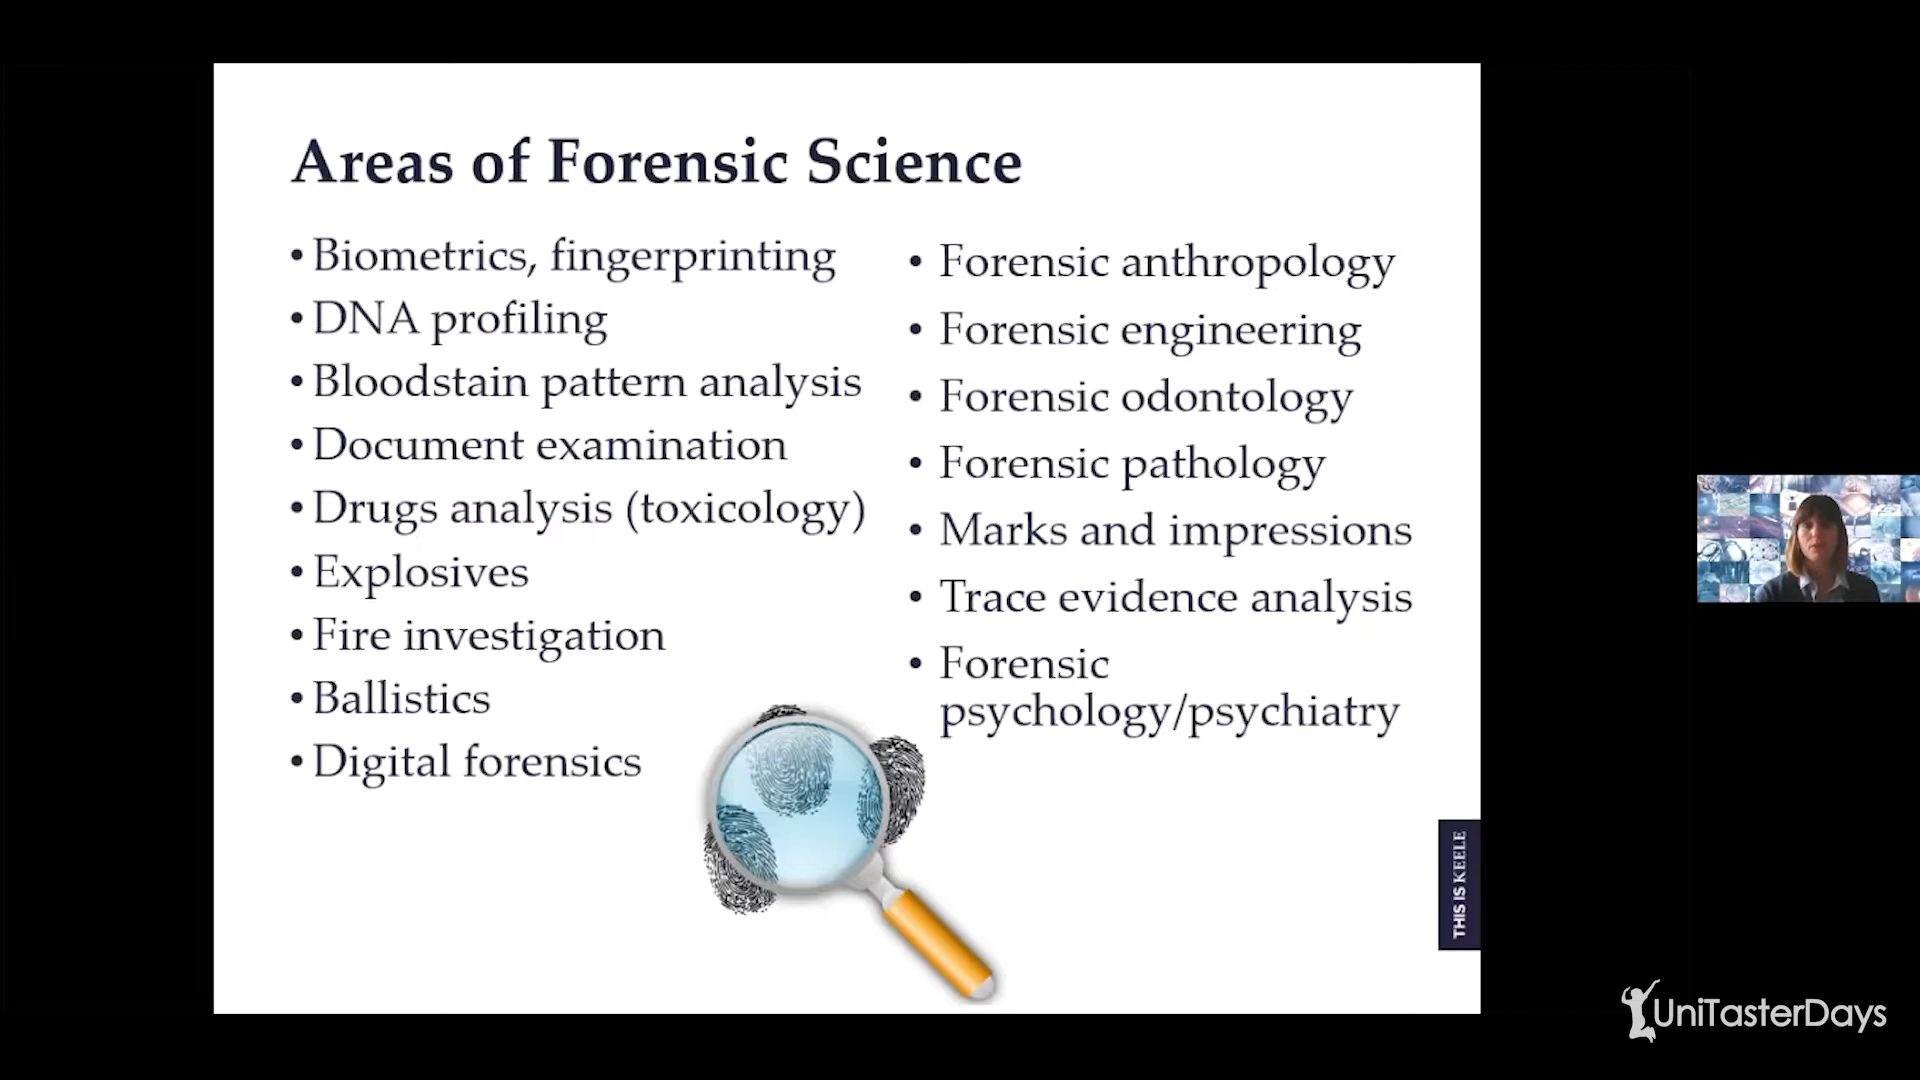 Areas of Forensic Science
• Biometrics, fingerprinting
• DNA profiling
• Bloodstain pattern analysis
• Document examination
• Drugs analysis (toxicology)
• Explosives
• Fire investigation
• Ballistics
• Digital forensics
• Forensic anthropology
• Forensic engineering
• Forensic odontology
• Forensic pathology
• Marks and impressions
• Trace evidence analysis
• Forensic
psychology/psychiatry
THIS IS KEELE
UniTasterDays